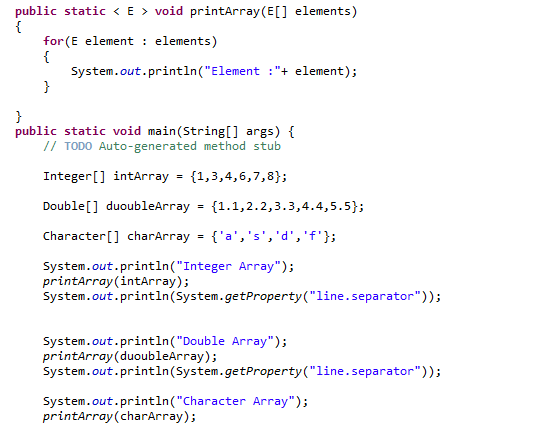 public static < E > void printArray(E[] elements)
{
for(E element : elements)
{
System.out.println("Element :"+ element);
}
}
public static void main(String[] args) {
// TODO Auto-generated method stub
Integer[] intArray = {1,3,4,6,7,8};
Double[] duoubleArray = {1.1,2.2,3.3,4.4,5.5};
Character[] charArray = {'a','s','d','f'};
System.out.println("Integer Array");
printArray(intArray);
System.out.println(System.getProperty("line.separator"));
System.out.println("Double Array");
printArray(duoubleArray);
System.out.println(System.getProperty("line.separator"));
System.out.println("Character Array");
printArray(charArray);